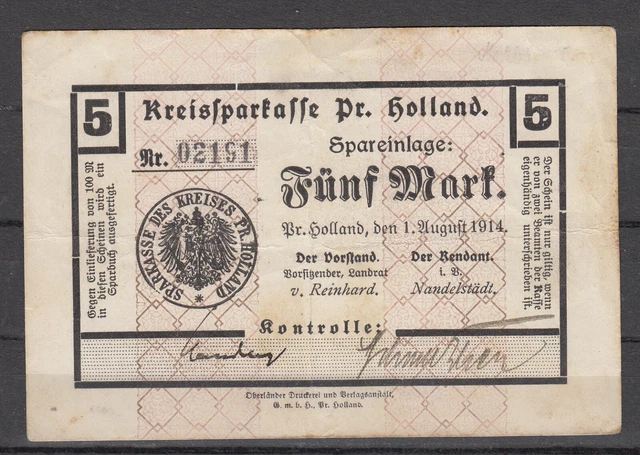 5
Kreissparkasse Pr. Holland.
5
Nr. 02191
Spareinlage:
Fünf Mark.
Pr. Holland, den 1. August 1914.
Der Vorstand.
Vorsitzender, Landrat
v. Reinhard.
Der Rendant.
i. V.
Nandelstädt.
SPARKASSE DES KREISES PR. HOLLAND
Gegen Einlieferung von 100 M
in diesen Scheinen wird ein
Sparbuch ausgefertigt.
Der Schein ist nur giltig, wenn
er von zwei Beamten der Kasse
eigenhändig unterschrieben ist.
Kontrolle:
Oberländer Druckerei und Verlagsanstalt,
G. m. b. H., Pr. Holland.